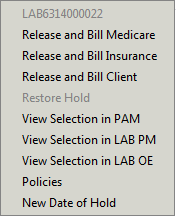 LAB6314000022
Release and Bill Medicare
Release and Bill Insurance
Release and Bill Client
Restore Hold
View Selection in PAM
View Selection in LAB PM
View Selection in LAB OE
Policies
New Date of Hold